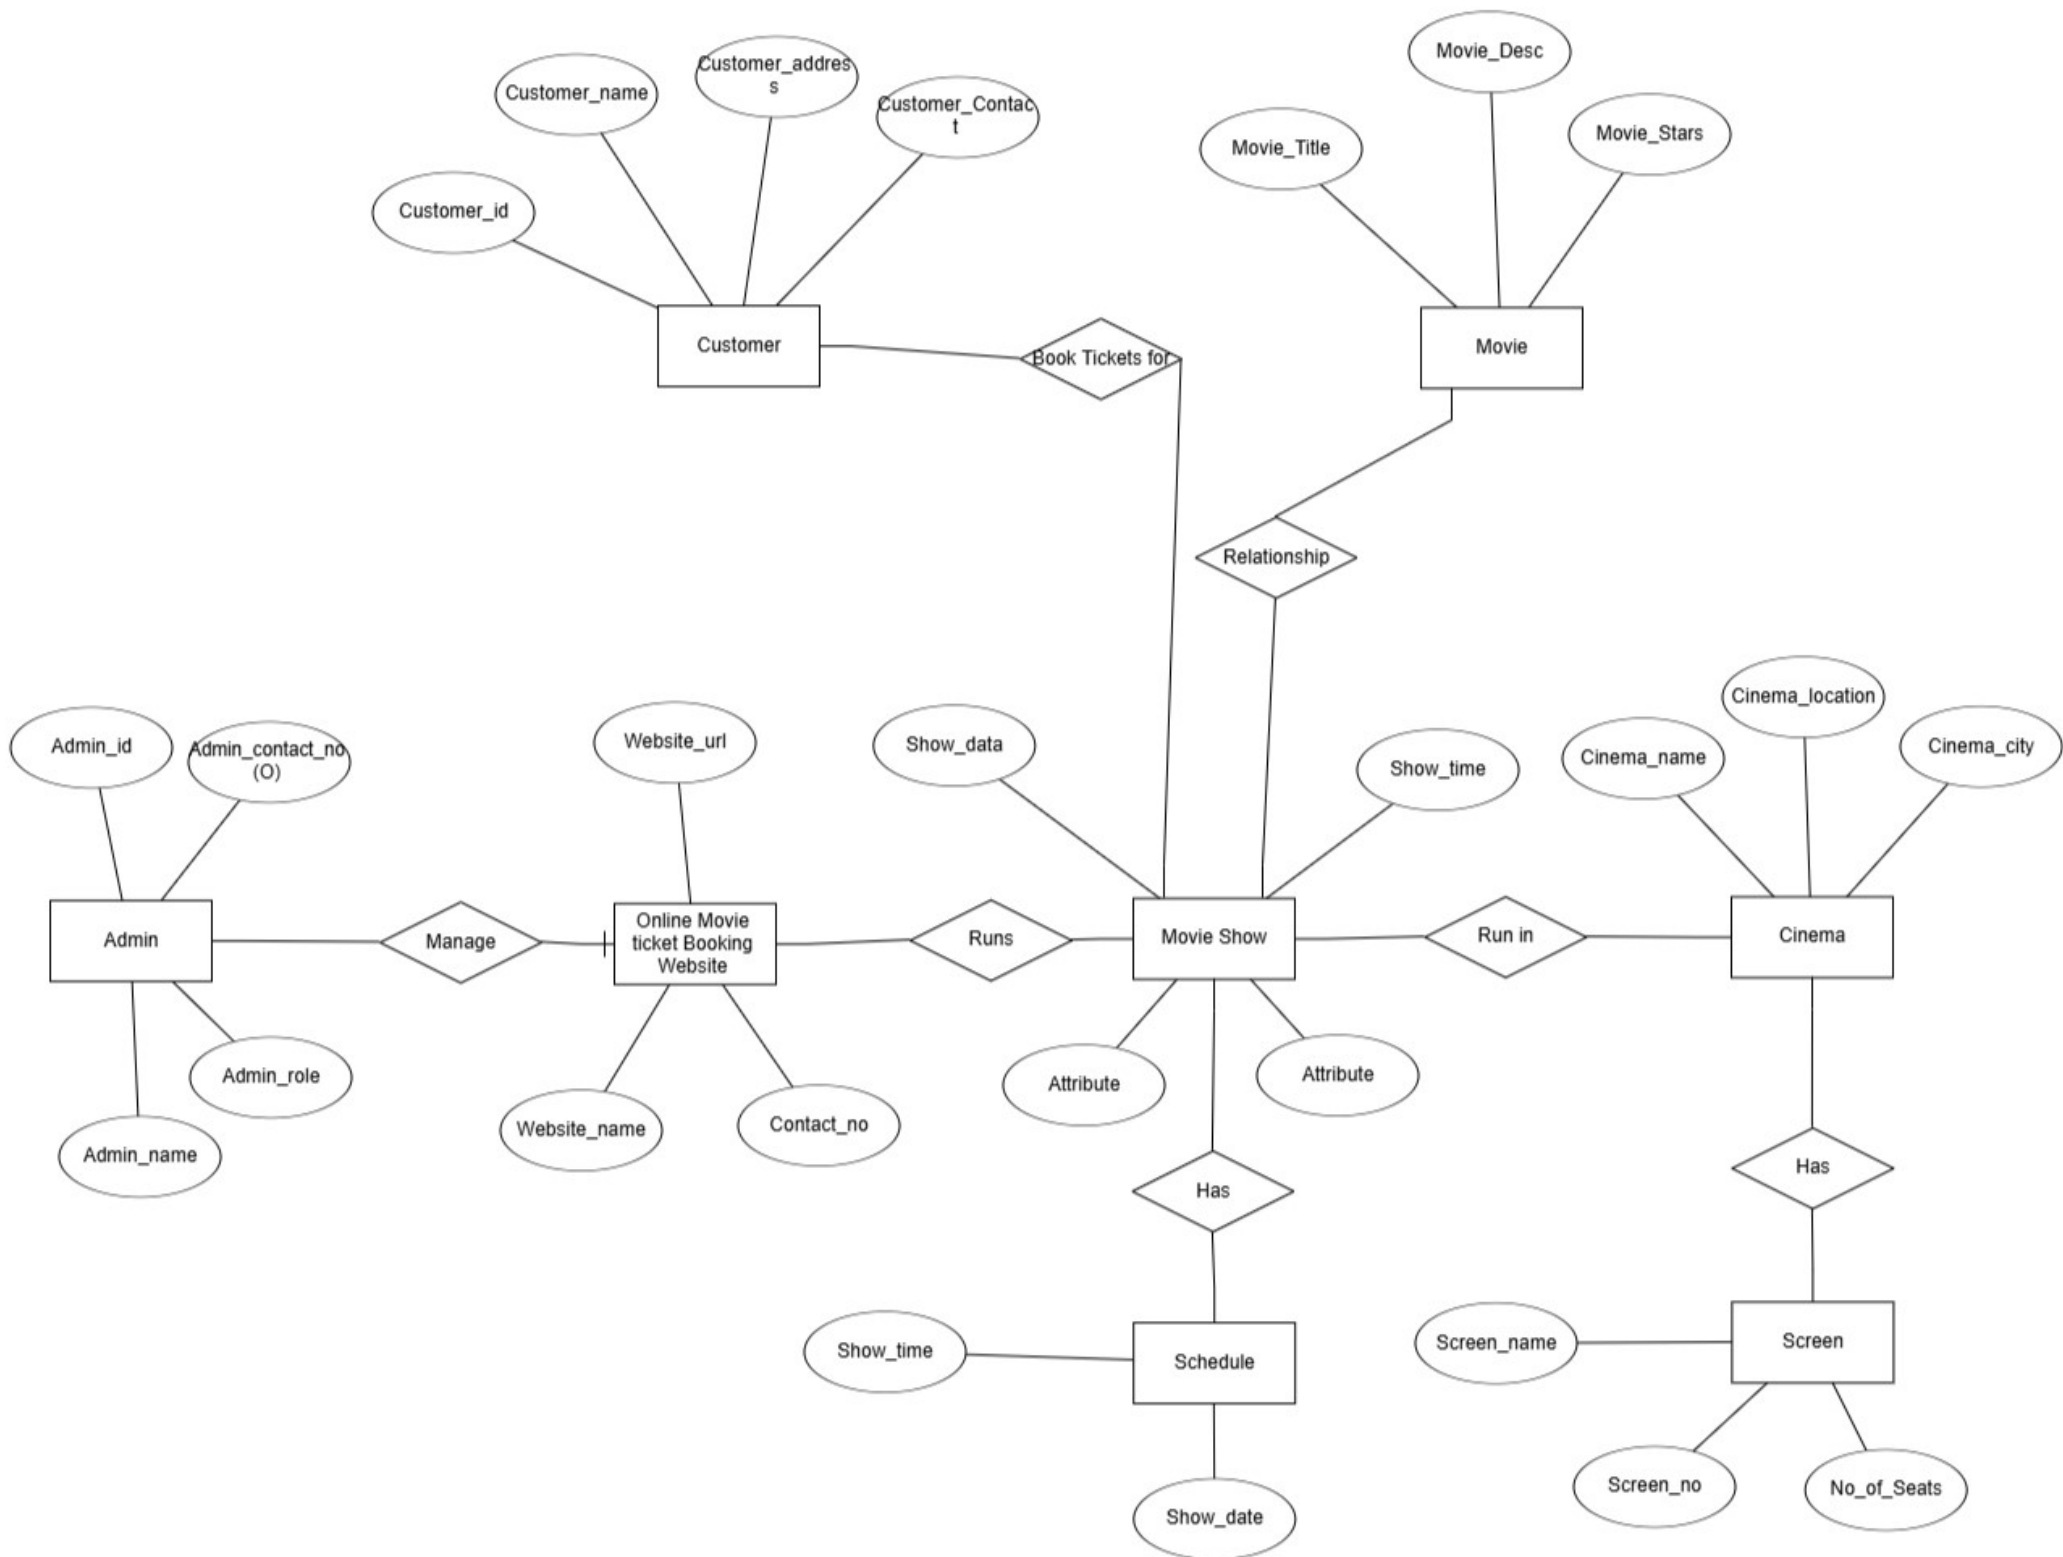 Movie_Desc
Customer_addres
s
Customer_name
Customer_Contac
t
Movie_Stars
Movie_Title
Customer_id
Customer
Movie
Book Tickets for
Relationship
Cinema_location
Admin_id
Admin_contact_no
(O)
Website_url
Show_data
Show_time
Cinema_name
Cinema_city
Admin
Manage
Online Movie
ticket Booking
Website
Runs
Movie Show
Run in
Cinema
Admin_role
Attribute
Attribute
Admin_name
Website_name
Contact_no
Has
Has
Show_time
Schedule
Screen_name
Screen
Show_date
Screen_no
No_of_Seats